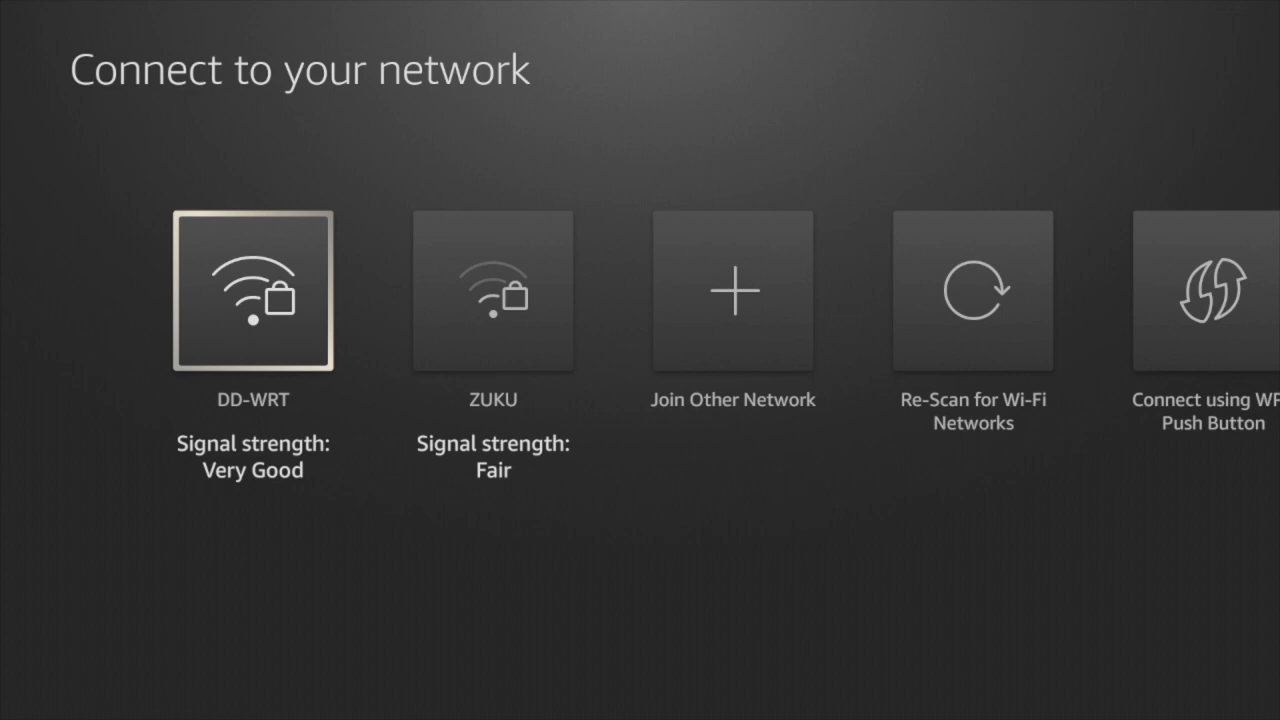 Connect to your network
DD-WRT
Signal strength:
Very Good
ZUKU
Signal strength:
Fair
Join Other Network
Re-Scan for Wi-Fi
Networks
Connect using
Push Button